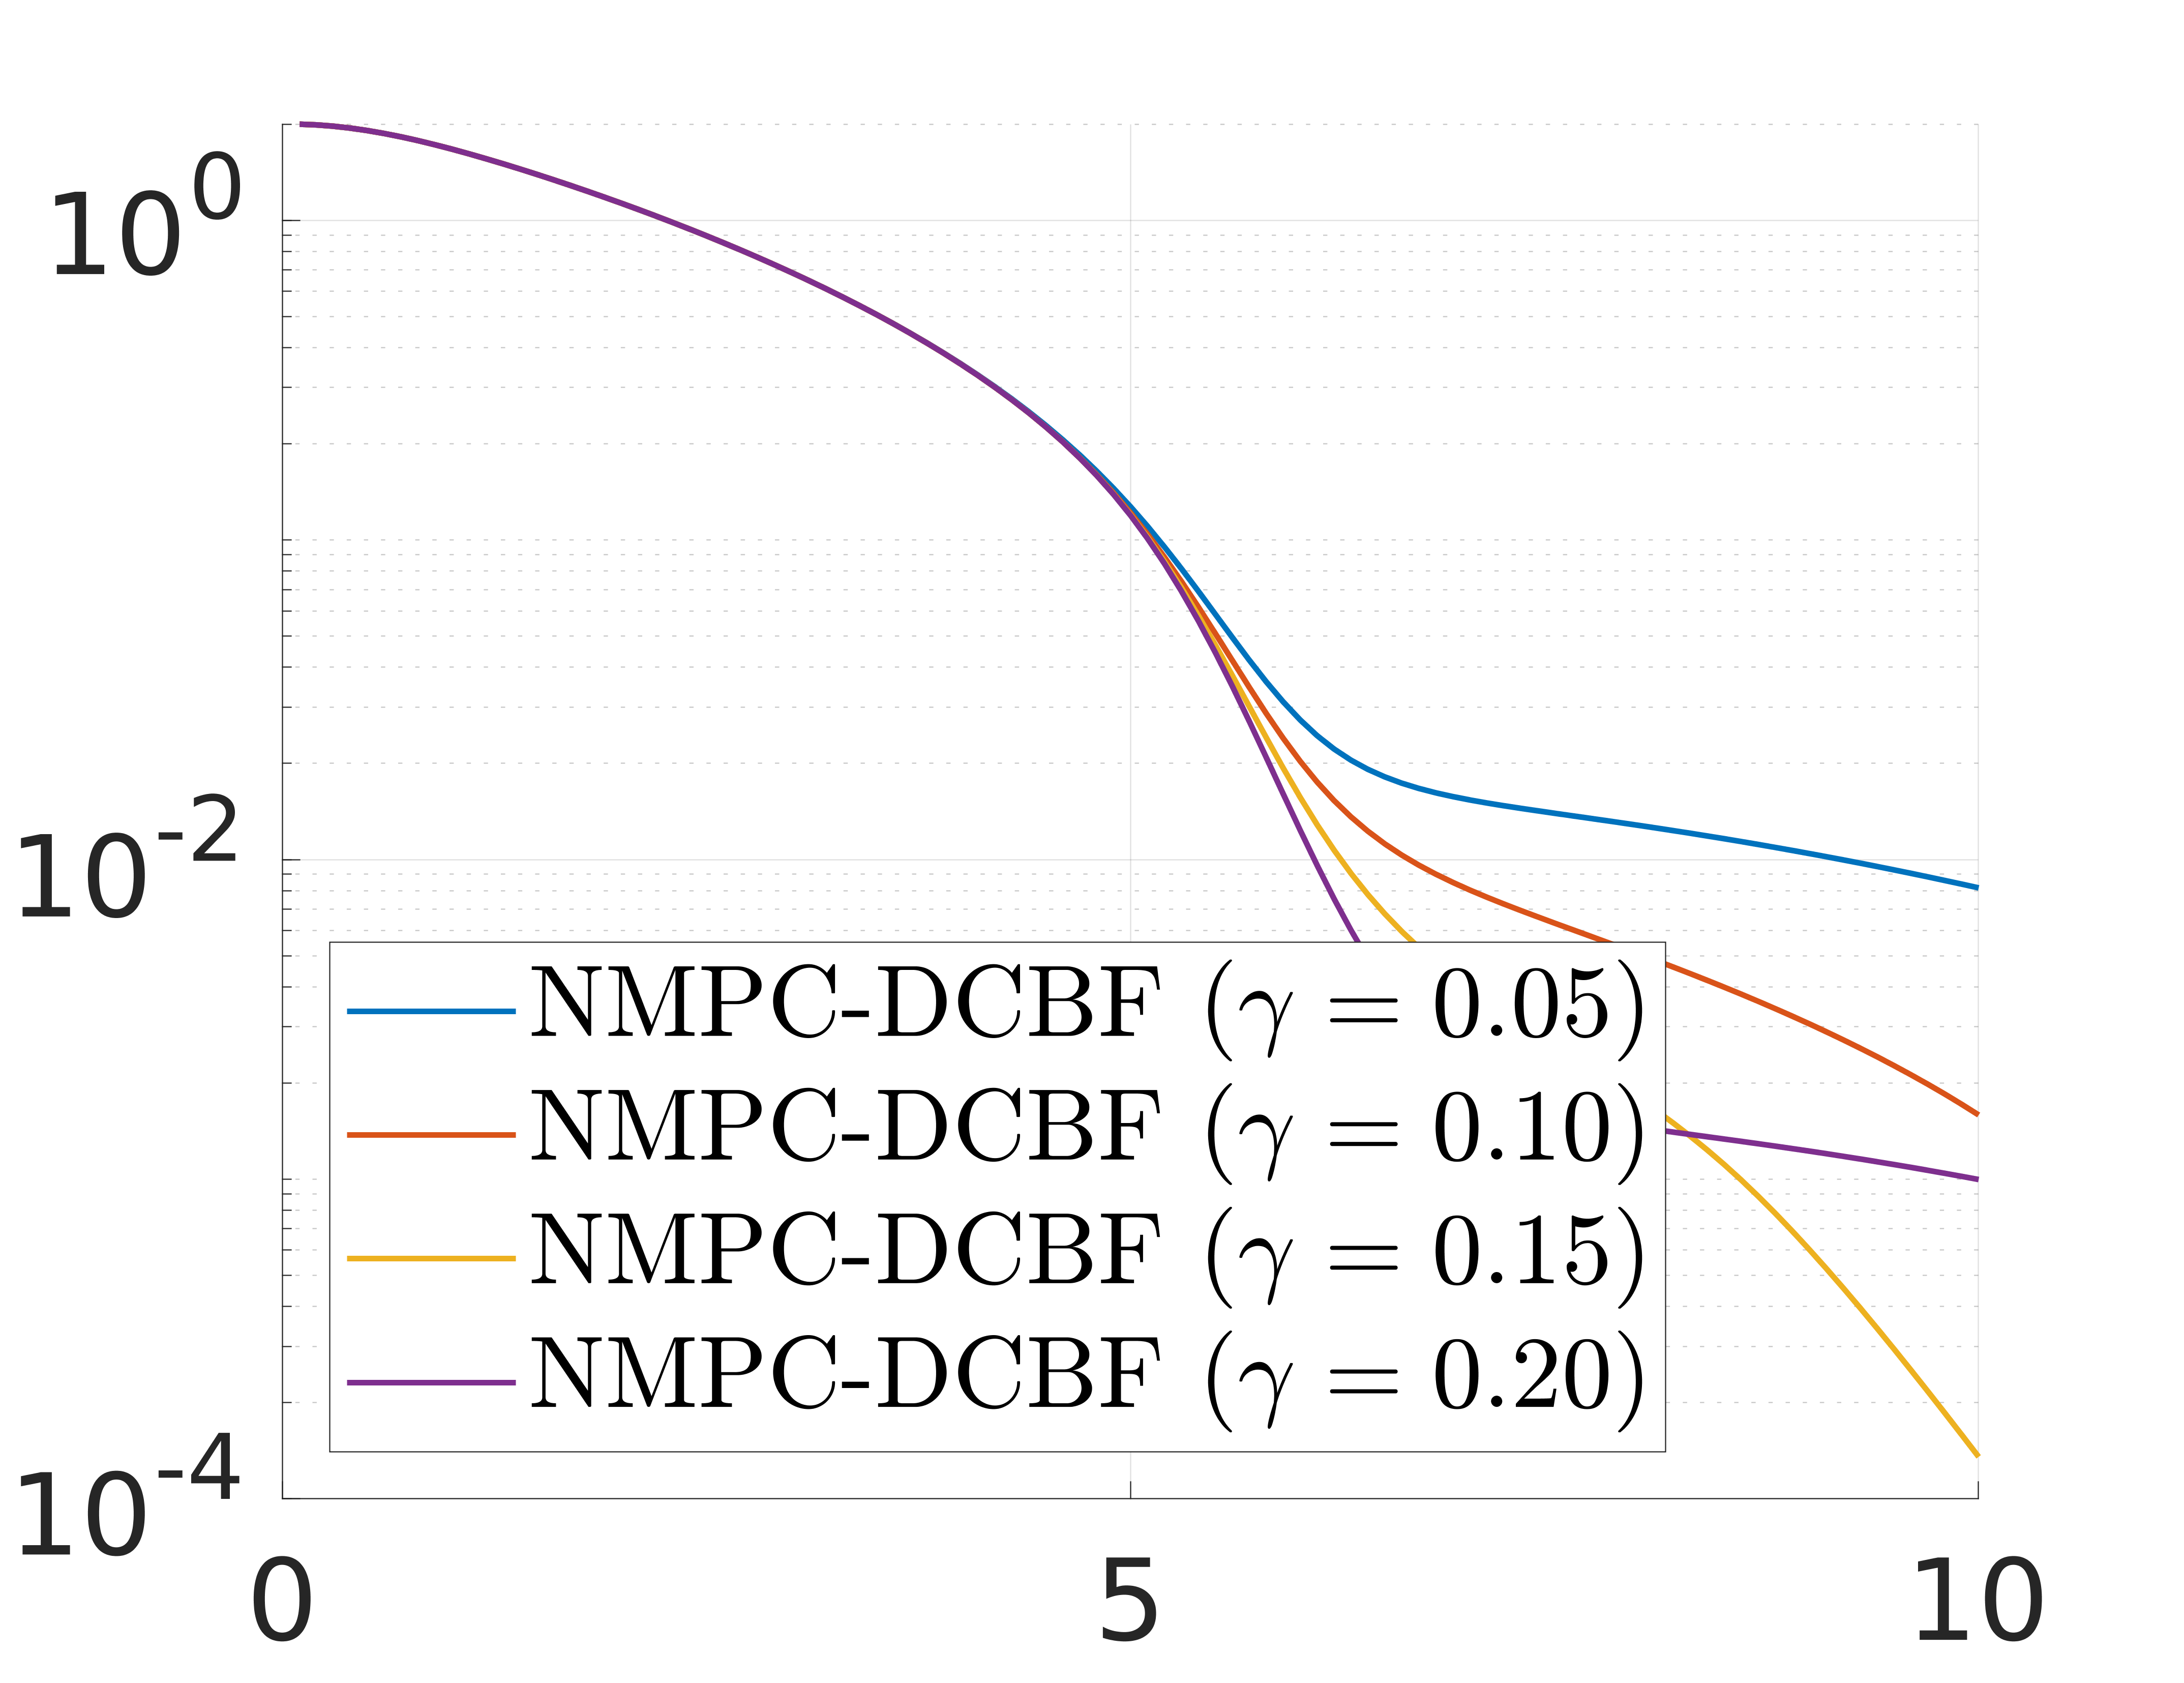 10^0
10^-2
10^-4
NMPC-DCBF (γ = 0.05)
NMPC-DCBF (γ = 0.10)
NMPC-DCBF (γ = 0.15)
NMPC-DCBF (γ = 0.20)
0 5 10